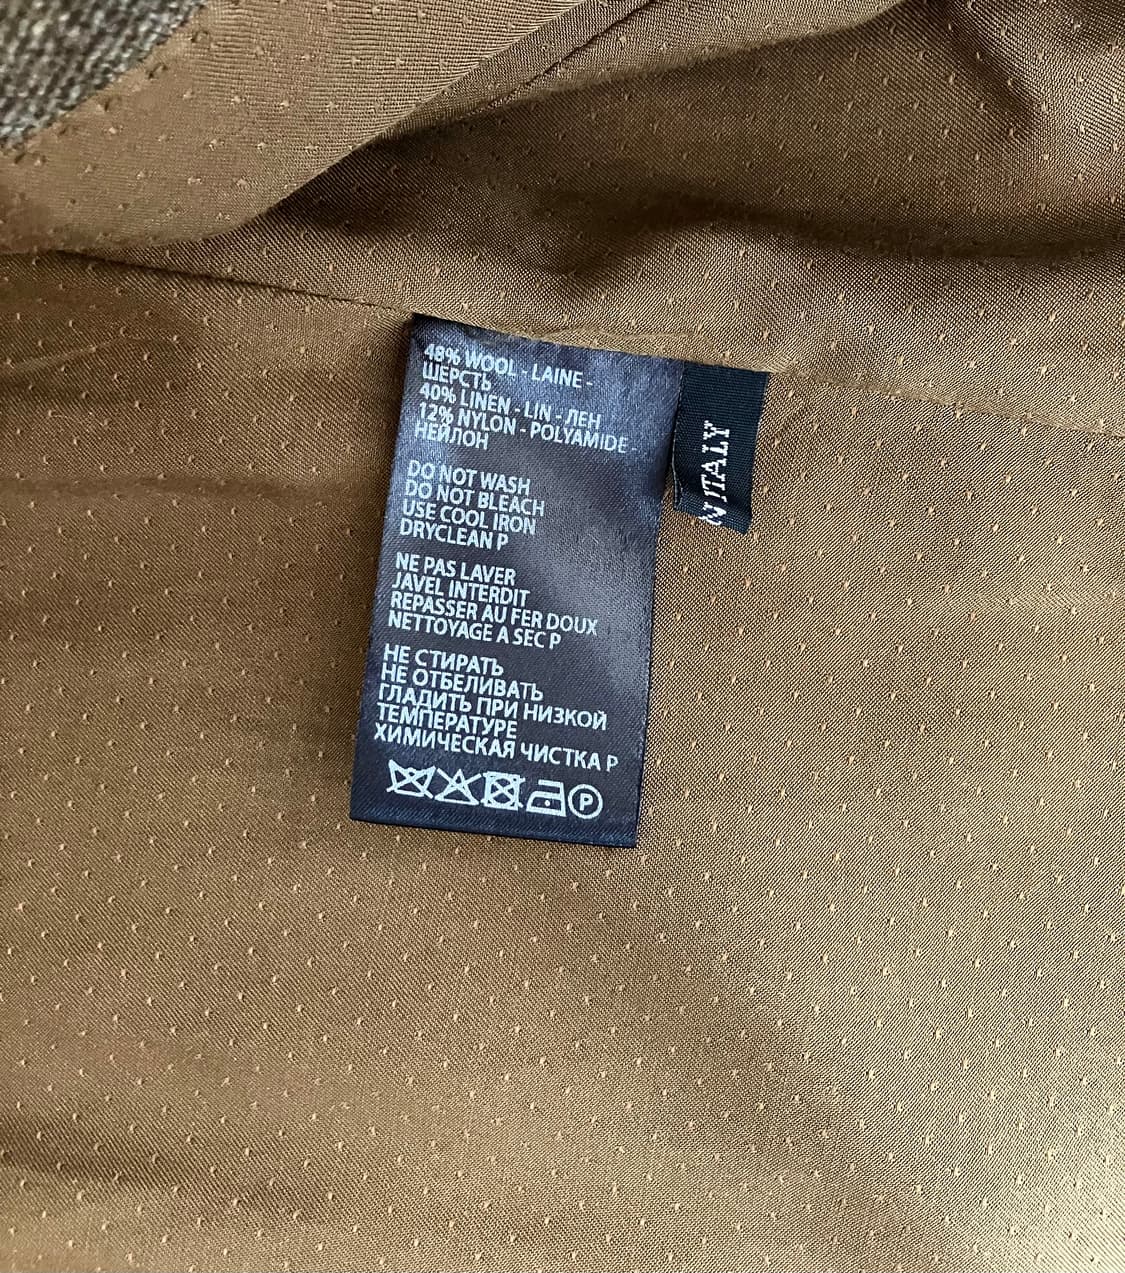 48% WOOL - LAINE -
ШЕРСТЬ
40% LINEN - LIN - ЛЕН
12% NYLON - POLYAMIDE -
НЕЙЛОН
DO NOT WASH
DO NOT BLEACH
USE COOL IRON
DRYCLEAN P
NE PAS LAVER
JAVEL INTERDIT
REPASSER AU FER DOUX
NETTOYAGE A SEC P
НЕ СТИРАТЬ
НЕ ОТБЕЛИВАТЬ
ГЛАДИТЬ ПРИ НИЗКОЙ
ТЕМПЕРАТУРЕ
ХИМИЧЕСКАЯ ЧИСТКА P
P
N ITALY